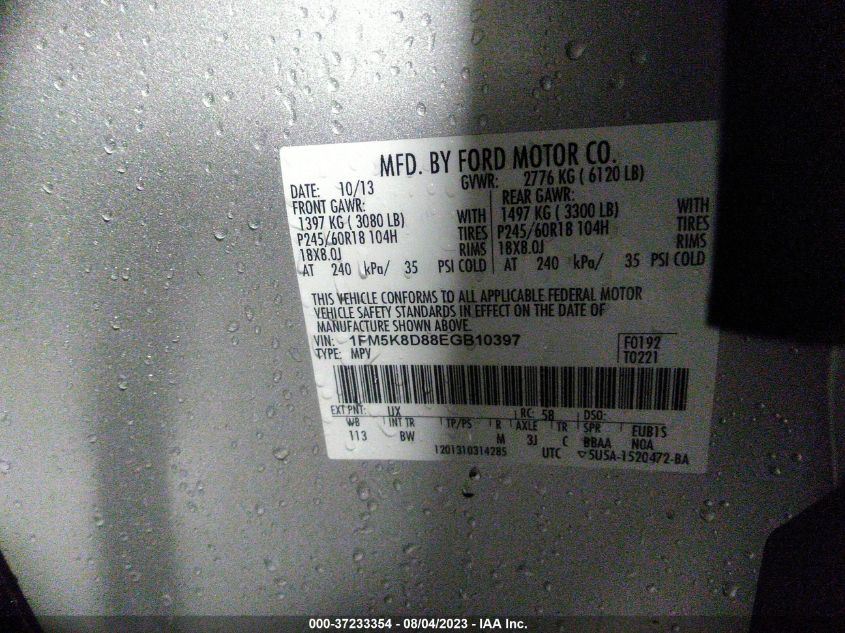 MFD. BY FORD MOTOR CO.
DATE: 10/13 GVWR: 2776 KG ( 6120 LB)
FRONT GAWR: REAR GAWR:
1397 KG ( 3080 LB) WITH 1497 KG ( 3300 LB) WITH
P245/60R18 104H TIRES P245/60R18 104H TIRES
18X8.0J RIMS 18X8.0J RIMS
AT 240 kPa/ 35 PSI COLD AT 240 kPa/ 35 PSI COLD
THIS VEHICLE CONFORMS TO ALL APPLICABLE FEDERAL MOTOR
VEHICLE SAFETY STANDARDS IN EFFECT ON THE DATE OF
MANUFACTURE SHOWN ABOVE.
VIN: 1FM5K8D88EGB10397 F0192
TYPE: MPV T0221
EXT PNT: UX RC: 58 DSO:
WB INT TR TP/PS R AXLE TR SPR EUB1S
113 BW M 3J C BBAA NOA
1201310314285 UTC ▽5U5A-1520472-BA
000-37233354 - 08/04/2023 - IAA Inc.